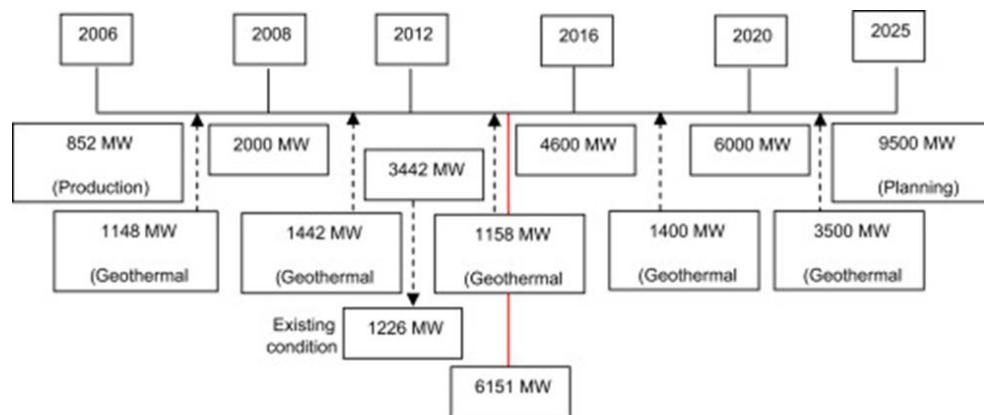 2006
2008
2012
2016
2020
2025
852 MW
(Production)
2000 MW
3442 MW
4600 MW
6000 MW
9500 MW
(Planning)
1148 MW
(Geothermal
1442 MW
(Geothermal
1158 MW
(Geothermal
1400 MW
(Geothermal
3500 MW
(Geothermal
Existing
condition
1226 MW
6151 MW